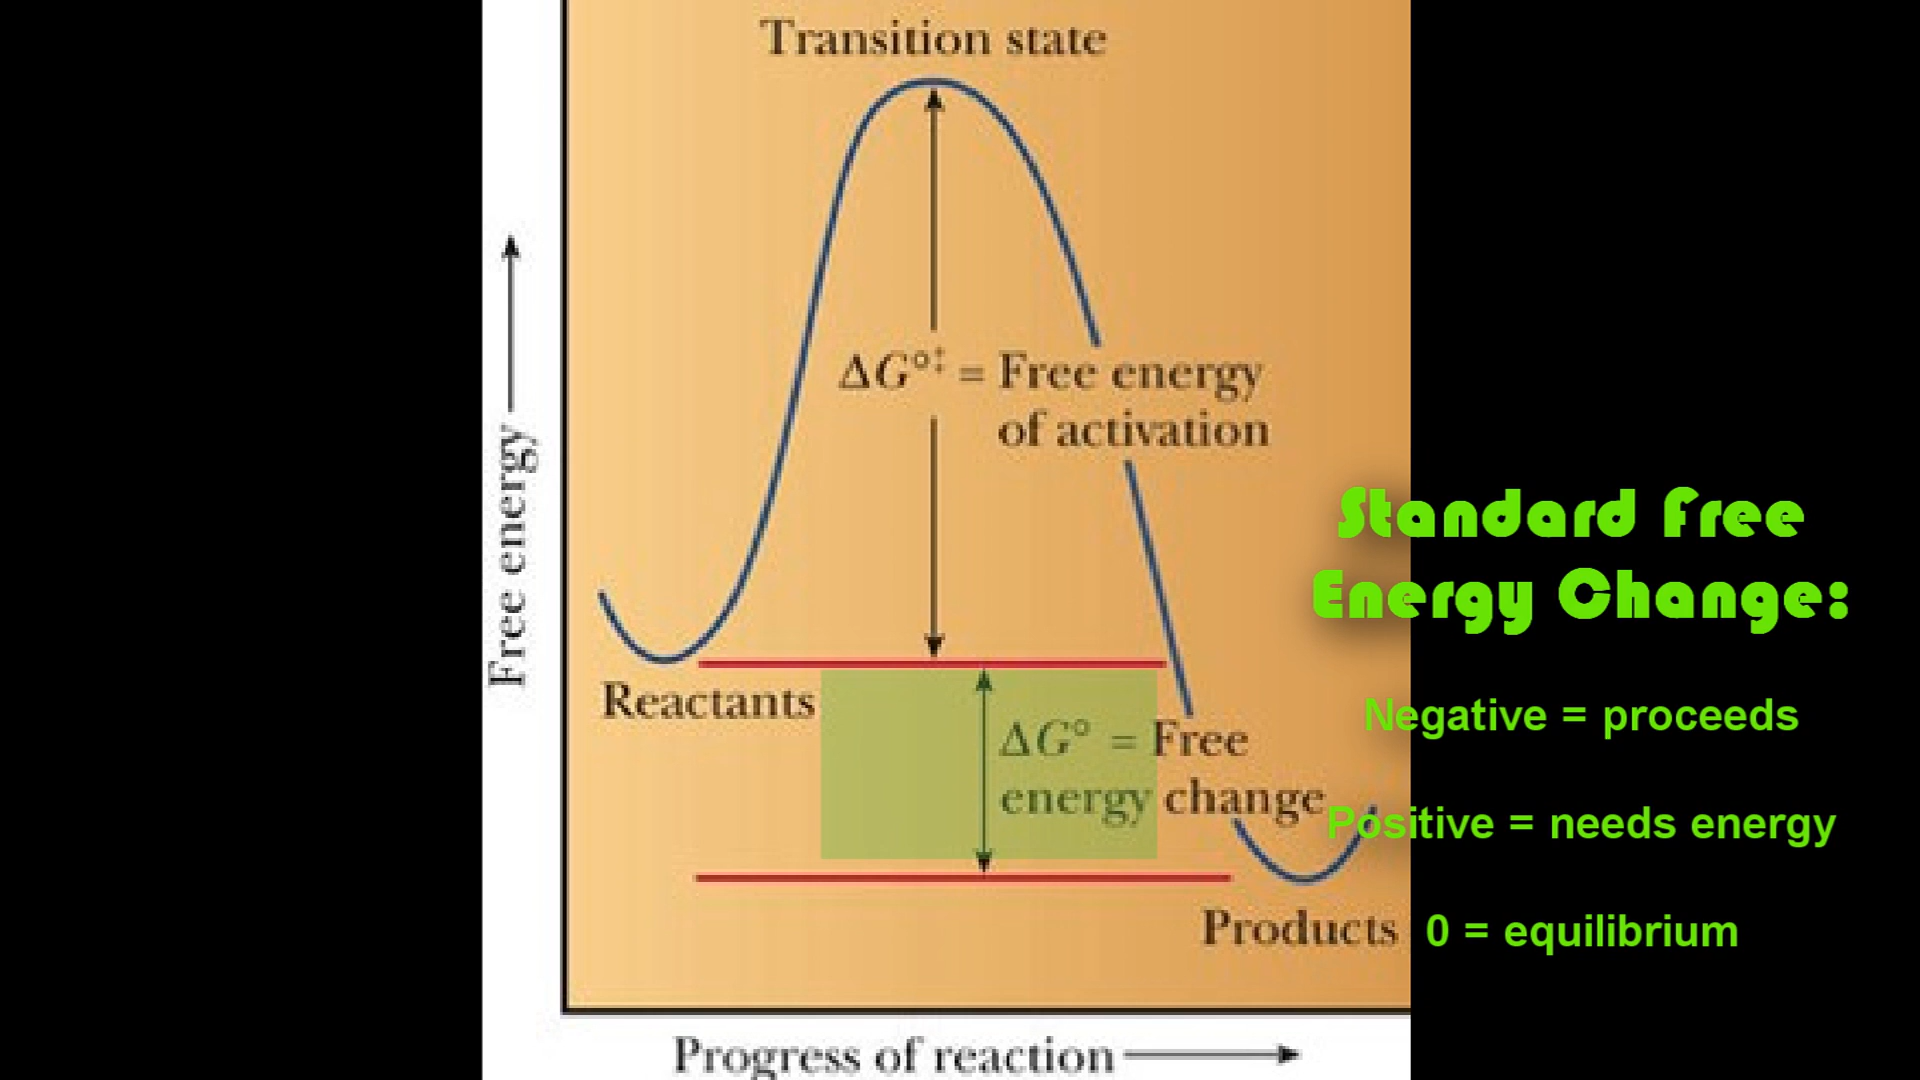 Transition state
ΔG°‡ = Free energy
of activation
Free energy
Reactants
ΔG° = Free
energy change
Products
Progress of reaction
Standard Free
Energy Change:
Negative = proceeds
Positive = needs energy
0 = equilibrium